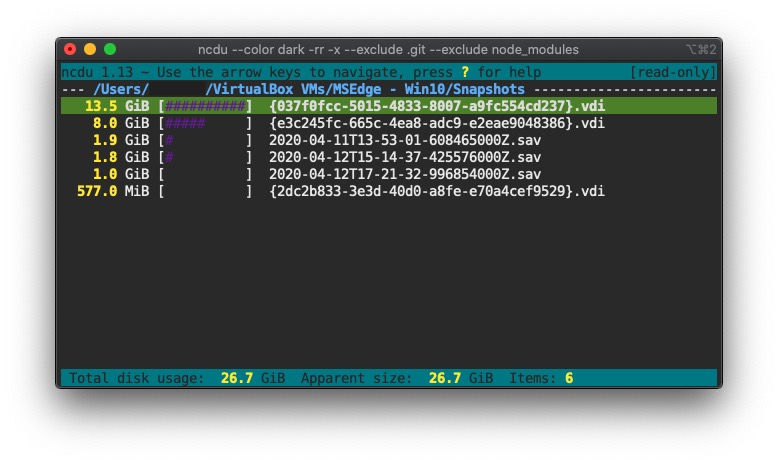 ncdu --color dark -rr -x --exclude .git --exclude node_modules ⌥⌘2
ncdu 1.13 ~ Use the arrow keys to navigate, press ? for help [read-only]
--- /Users/ /VirtualBox VMs/MSEdge - Win10/Snapshots -----------------------
13.5 GiB [##########] {037f0fcc-5015-4833-8007-a9fc554cd237}.vdi
8.0 GiB [##### ] {e3c245fc-665c-4ea8-adc9-e2eae9048386}.vdi
1.9 GiB [# ] 2020-04-11T13-53-01-608465000Z.sav
1.8 GiB [# ] 2020-04-12T15-14-37-425576000Z.sav
1.0 GiB [ ] 2020-04-12T17-21-32-996854000Z.sav
577.0 MiB [ ] {2dc2b833-3e3d-40d0-a8fe-e70a4cef9529}.vdi
Total disk usage: 26.7 GiB Apparent size: 26.7 GiB Items: 6